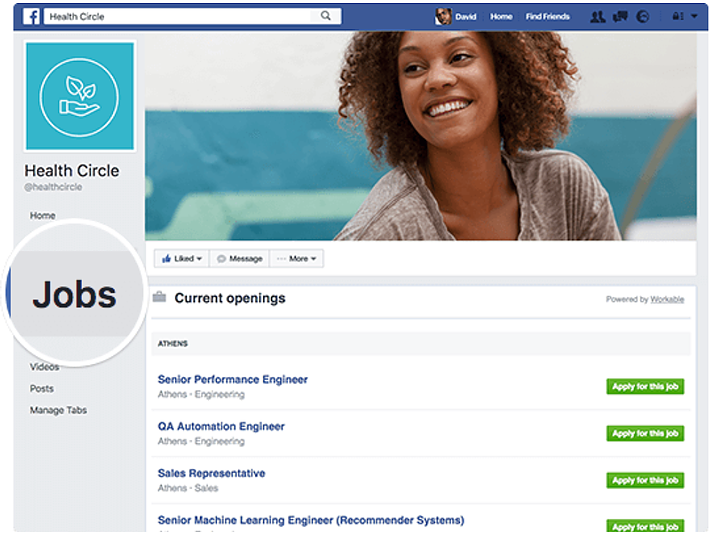 f Health Circle David Home Find Friends
Health Circle
@healthcircle
Home
Jobs
Videos
Posts
Manage Tabs
Liked Message ··· More
Current openings Powered by Workable
ATHENS
Senior Performance Engineer
Athens - Engineering
Apply for this job
QA Automation Engineer
Athens - Engineering
Apply for this job
Sales Representative
Athens - Sales
Apply for this job
Senior Machine Learning Engineer (Recommender Systems)
Apply for this job